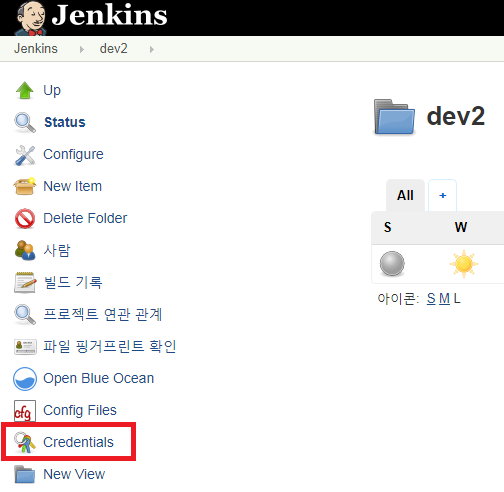 Jenkins
Jenkins dev2
Up
Status
Configure
New Item
Delete Folder
사람
빌드 기록
프로젝트 연관 관계
파일 핑거프린트 확인
Open Blue Ocean
cfg Config Files
Credentials
New View
dev2
All +
S W
아이콘: S M L